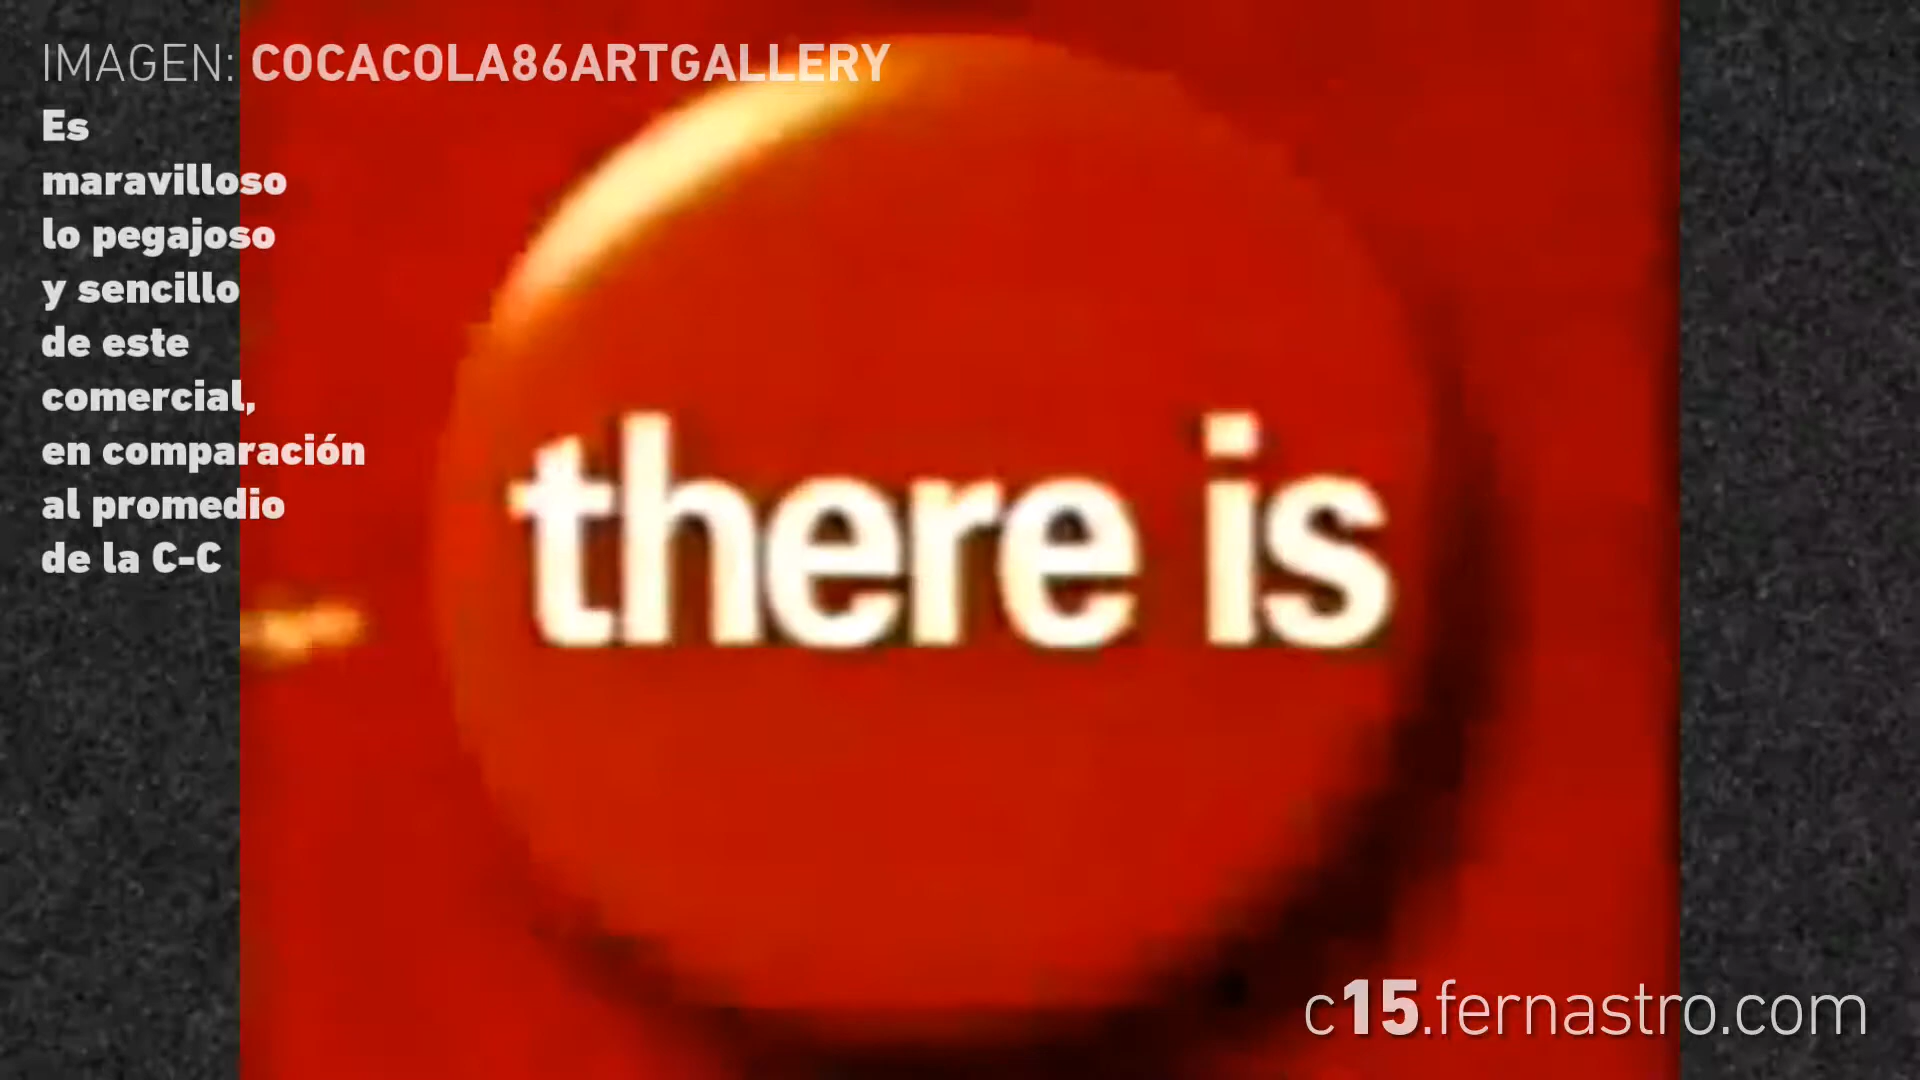 IMAGEN: COCACOLA86ARTGALLERY
Es
maravilloso
lo pegajoso
y sencillo
de este
comercial,
en comparación
al promedio
de la C-C
there is
c15.fernastro.com